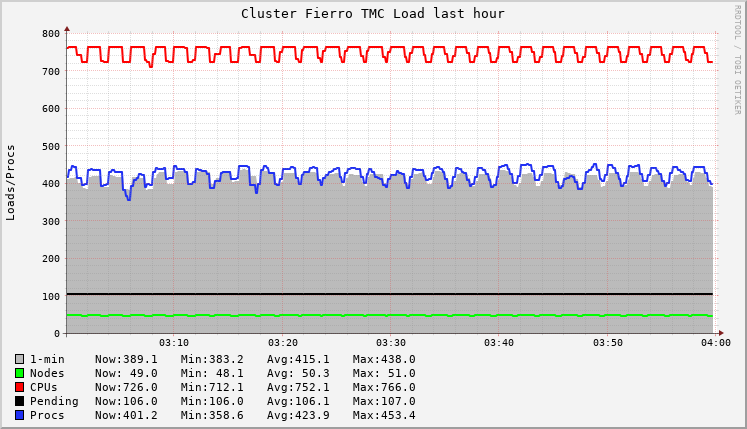 Cluster Fierro TMC Load last hour
RRDTOOL / TOBI OETIKER
Loads/Procs
800
700
600
500
400
300
200
100
0
03:10 03:20 03:30 03:40 03:50 04:00
1-min Now:389.1 Min:383.2 Avg:415.1 Max:438.0
Nodes Now: 49.0 Min: 48.1 Avg: 50.3 Max: 51.0
CPUs Now:726.0 Min:712.1 Avg:752.1 Max:766.0
Pending Now:106.0 Min:106.0 Avg:106.1 Max:107.0
Procs Now:401.2 Min:358.6 Avg:423.9 Max:453.4